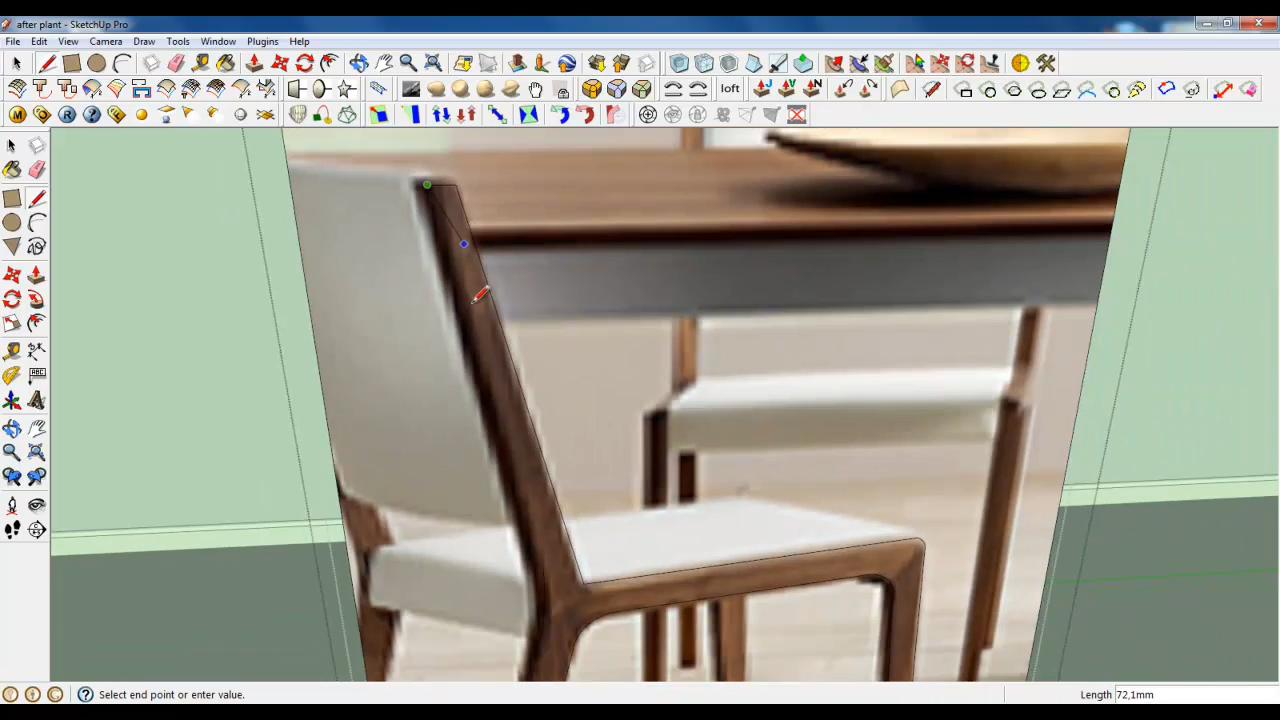 after plant - SketchUp Pro
File Edit View Camera Draw Tools Window Plugins Help
loft
M Q R
ABC
Select end point or enter value.
Length 72,1mm